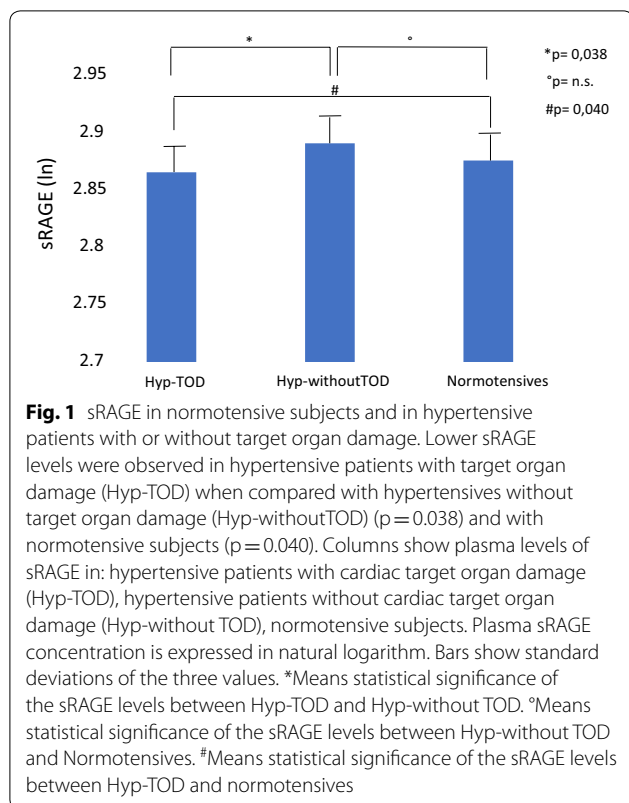 * °
*p= 0,038
°p= n.s.
#p= 0,040
#
sRAGE (ln)
2.95
2.9
2.85
2.8
2.75
2.7
Hyp-TOD Hyp-withoutTOD Normotensives
Fig. 1 sRAGE in normotensive subjects and in hypertensive
patients with or without target organ damage. Lower sRAGE
levels were observed in hypertensive patients with target organ
damage (Hyp-TOD) when compared with hypertensives without
target organ damage (Hyp-withoutTOD) (p = 0.038) and with
normotensive subjects (p = 0.040). Columns show plasma levels of
sRAGE in: hypertensive patients with cardiac target organ damage
(Hyp-TOD), hypertensive patients without cardiac target organ
damage (Hyp-without TOD), normotensive subjects. Plasma sRAGE
concentration is expressed in natural logarithm. Bars show standard
deviations of the three values. *Means statistical significance of
the sRAGE levels between Hyp-TOD and Hyp-without TOD. °Means
statistical significance of the sRAGE levels between Hyp-without TOD
and Normotensives. #Means statistical significance of the sRAGE levels
between Hyp-TOD and normotensives